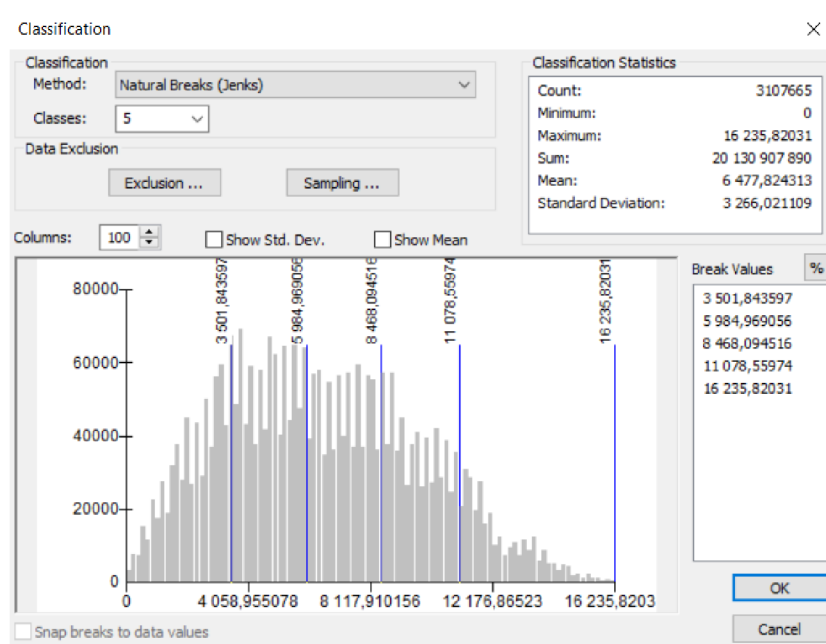 Classification
Classification
Method: Natural Breaks (Jenks)
Classes: 5
Data Exclusion
Exclusion ... Sampling ...
Classification Statistics
Count: 3107665
Minimum: 0
Maximum: 16 235,82031
Sum: 20 130 907 890
Mean: 6 477,824313
Standard Deviation: 3 266,021109
Columns: 100 Show Std. Dev. Show Mean
3 501,843597
5 984,969056
8 468,094516
11 078,55974
16 235,82031
80000
60000
40000
20000
0
0 4 058,955078 8 117,910156 12 176,86523 16 235,8203
Break Values %
3 501,843597
5 984,969056
8 468,094516
11 078,55974
16 235,82031
OK
Cancel
Snap breaks to data values